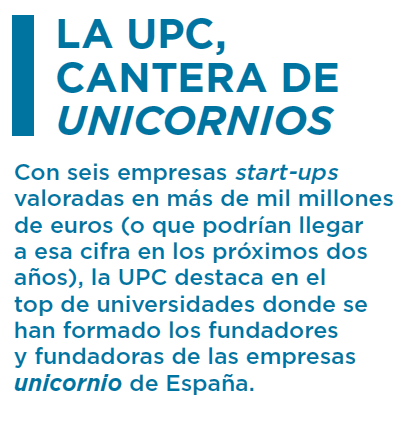 LA UPC,
CANTERA DE
UNICORNIOS
Con seis empresas start-ups
valoradas en más de mil millones
de euros (o que podrían llegar
a esa cifra en los próximos dos
años), la UPC destaca en el
top de universidades donde se
han formado los fundadores
y fundadoras de las empresas
unicornio de España.